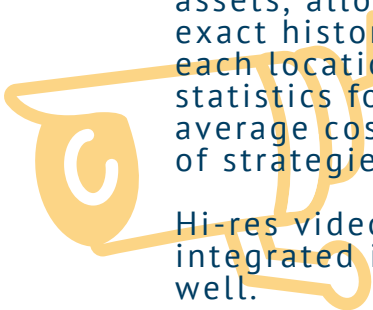 assets, allo
exact histor
each locatio
statistics fo
average cos
of strategie
Hi-res video
integrated i
well.